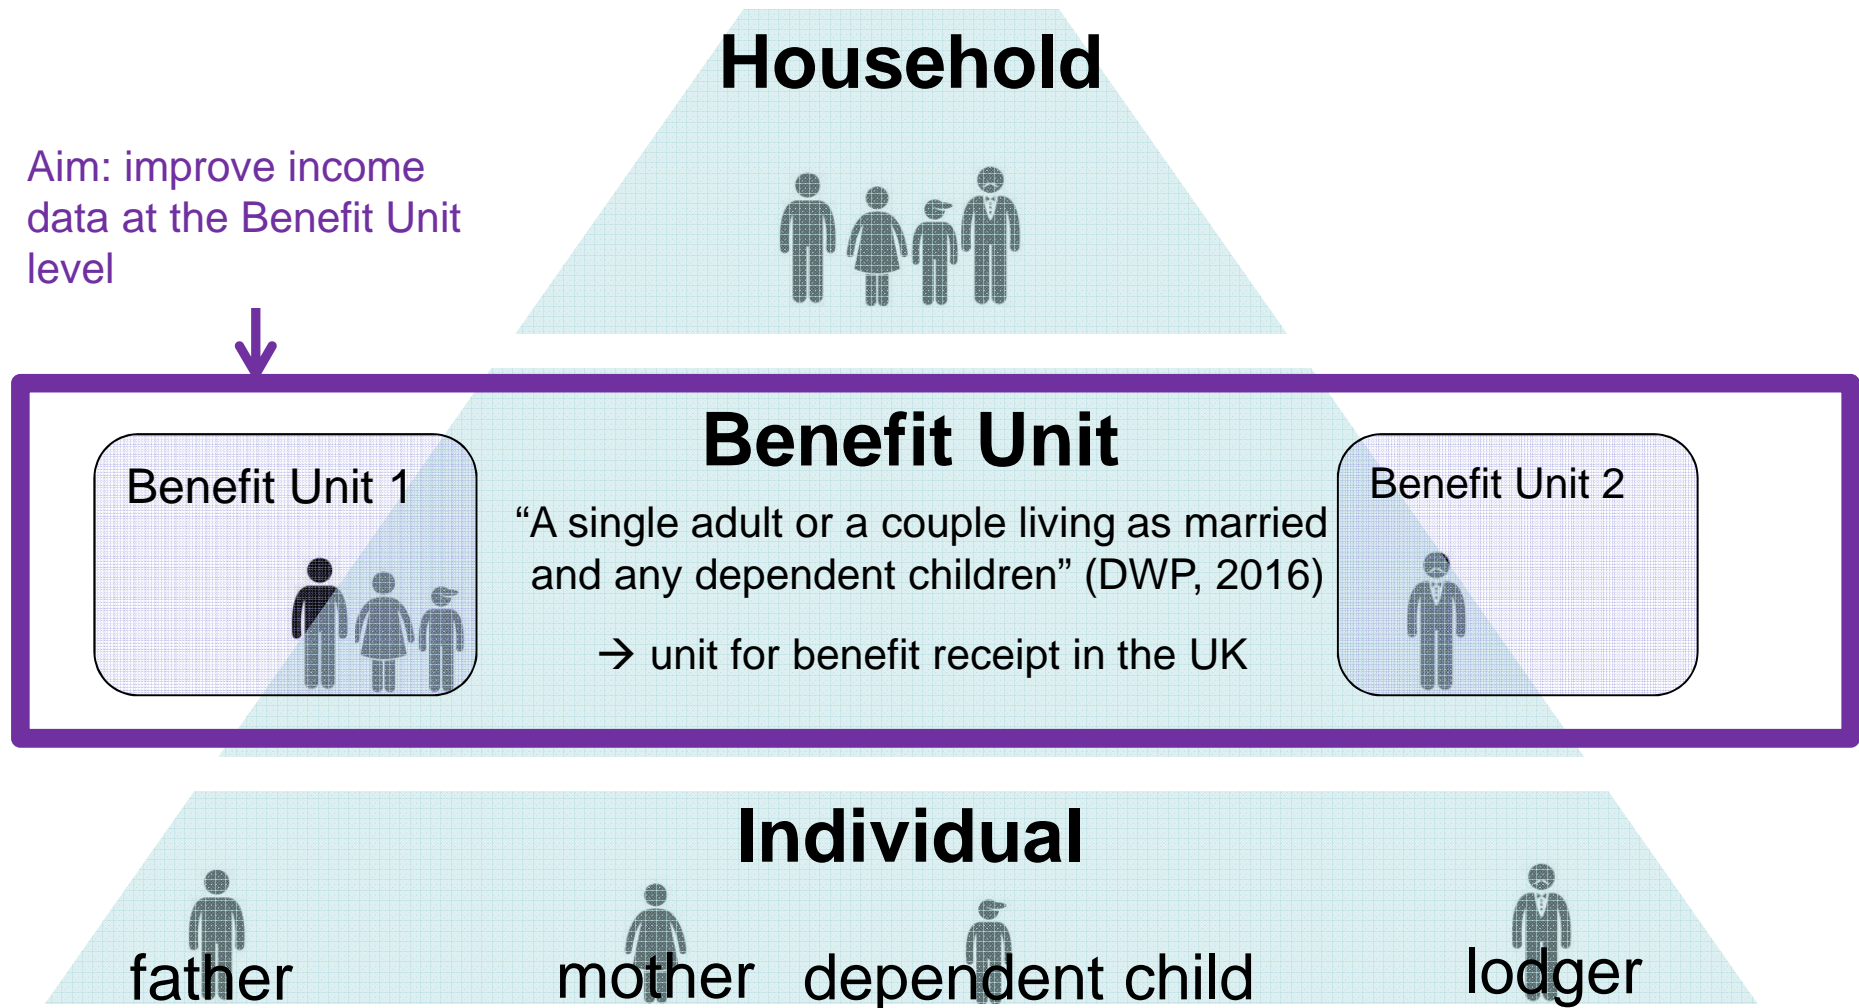 Household
Aim: improve income
data at the Benefit Unit
level
Benefit Unit
Benefit Unit 1
“A single adult or a couple living as married
and any dependent children” (DWP, 2016)
→ unit for benefit receipt in the UK
Benefit Unit 2
Individual
father
mother
dependent child
lodger